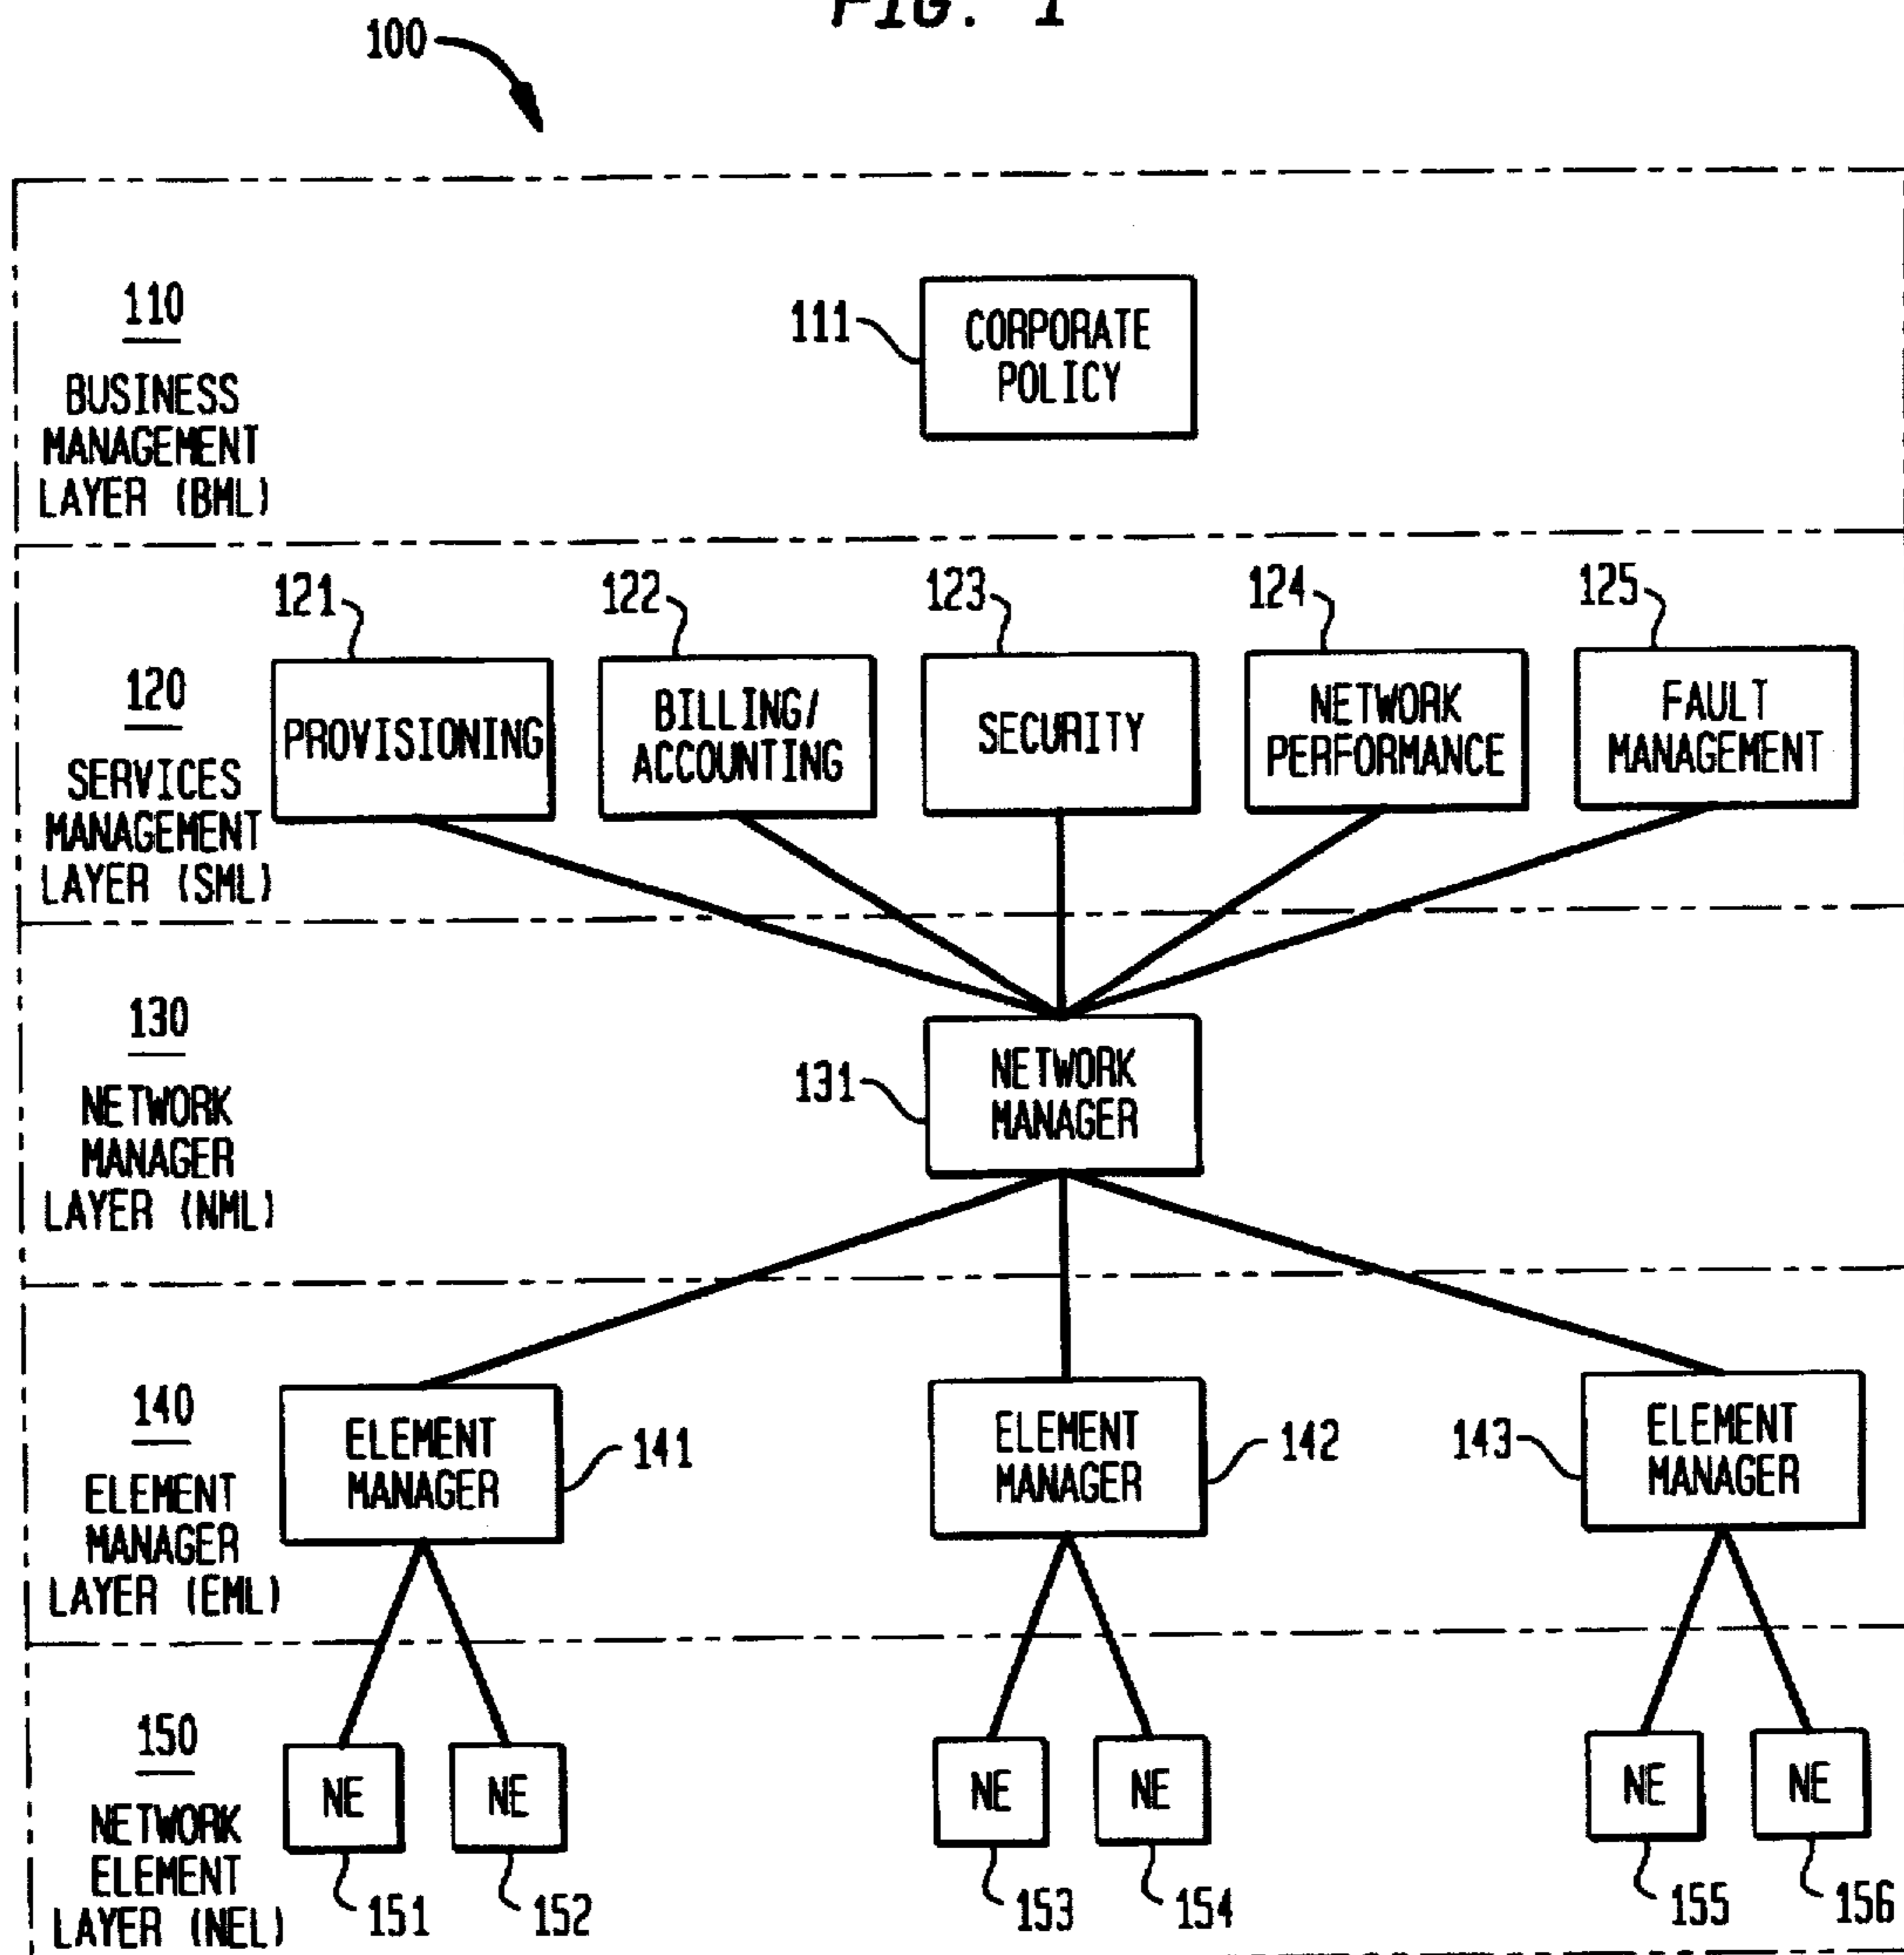 FIG. 1
100
110
BUSINESS
MANAGEMENT
LAYER (BML)
111
CORPORATE
POLICY
120
SERVICES
MANAGEMENT
LAYER (SML)
121
PROVISIONING
122
BILLING/
ACCOUNTING
123
SECURITY
124
NETWORK
PERFORMANCE
125
FAULT
MANAGEMENT
130
NETWORK
MANAGER
LAYER (NML)
131
NETWORK
MANAGER
140
ELEMENT
MANAGER
LAYER (EML)
ELEMENT
MANAGER
141
ELEMENT
MANAGER
142
143
ELEMENT
MANAGER
150
NETWORK
ELEMENT
LAYER (NEL)
NE
151
NE
152
NE
153
NE
154
NE
155
NE
156